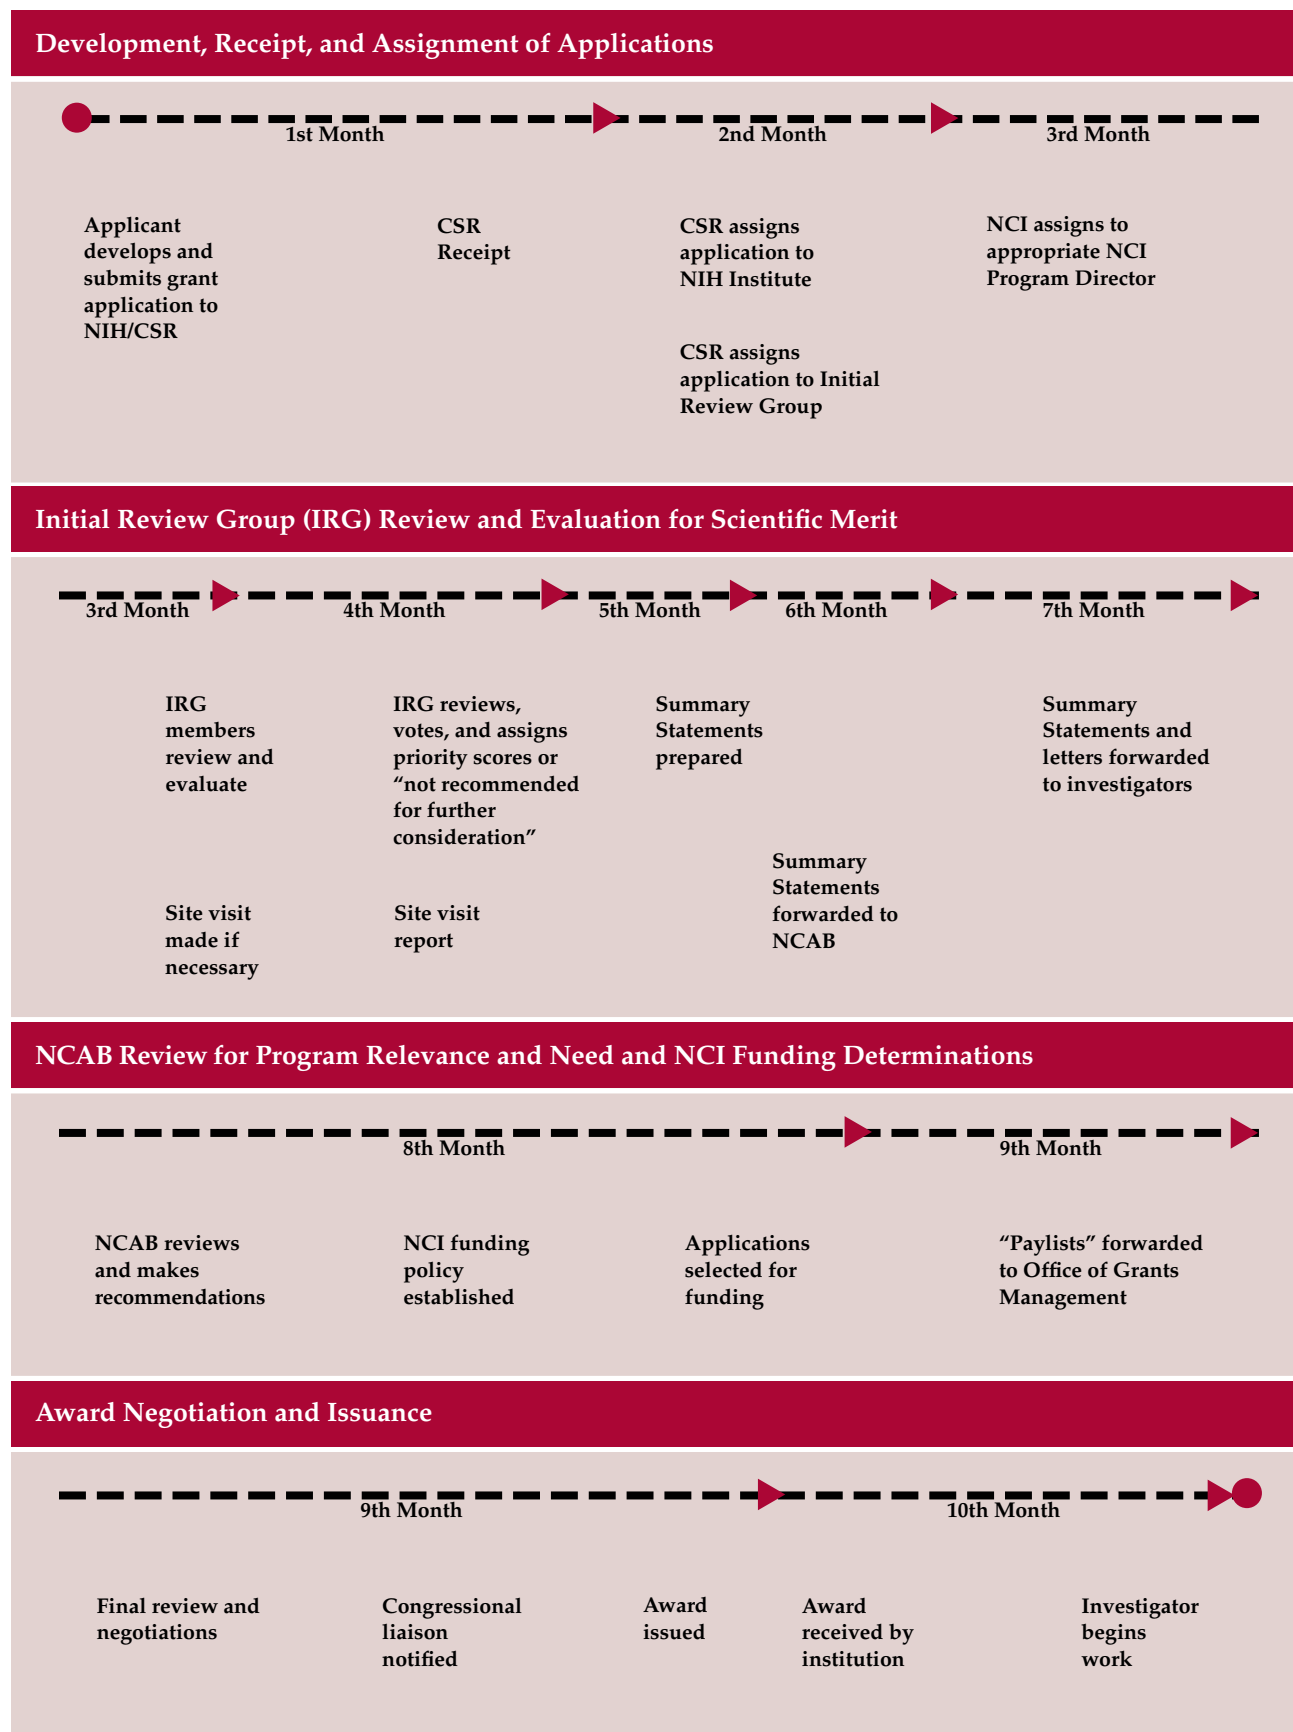 Development, Receipt, and Assignment of Applications
1st Month
2nd Month
3rd Month
Applicant
develops and
submits grant
application to
NIH/CSR
CSR
Receipt
CSR assigns
application to
NIH Institute
CSR assigns
application to Initial
Review Group
NCI assigns to
appropriate NCI
Program Director
Initial Review Group (IRG) Review and Evaluation for Scientific Merit
3rd Month
4th Month
5th Month
6th Month
7th Month
IRG
members
review and
evaluate
Site visit
made if
necessary
IRG reviews,
votes, and assigns
priority scores or
“not recommended
for further
consideration”
Site visit
report
Summary
Statements
prepared
Summary
Statements
forwarded to
NCAB
Summary
Statements and
letters forwarded
to investigators
NCAB Review for Program Relevance and Need and NCI Funding Determinations
8th Month
9th Month
NCAB reviews
and makes
recommendations
NCI funding
policy
established
Applications
selected for
funding
“Paylists” forwarded
to Office of Grants
Management
Award Negotiation and Issuance
9th Month
10th Month
Final review and
negotiations
Congressional
liaison
notified
Award
issued
Award
received by
institution
Investigator
begins
work